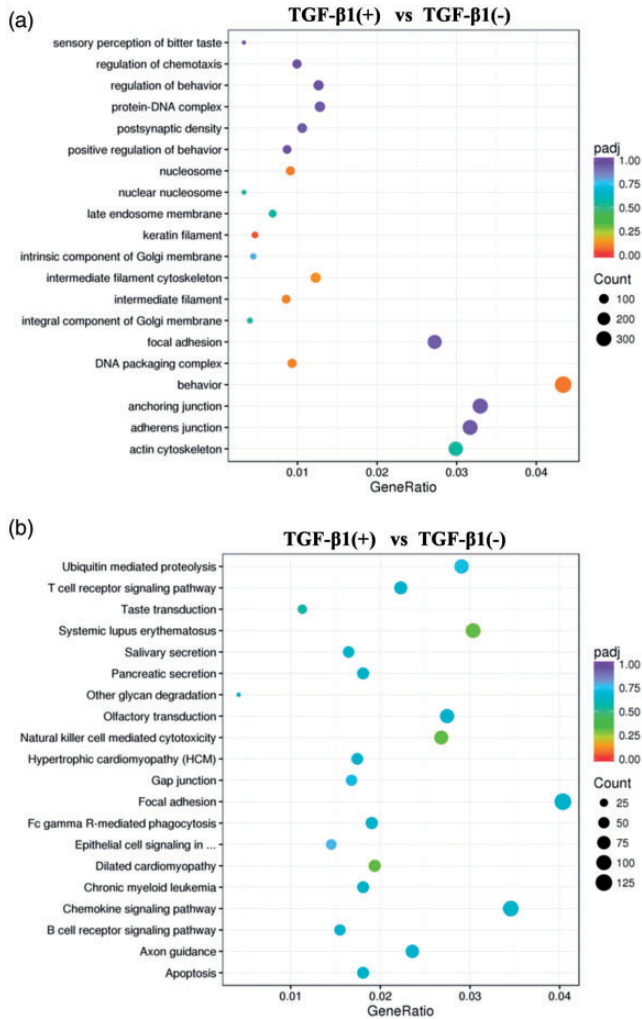 (a)
TGF-β1(+) vs TGF-β1(-)
sensory perception of bitter taste
regulation of chemotaxis
regulation of behavior
protein-DNA complex
postsynaptic density
positive regulation of behavior
nucleosome
nuclear nucleosome
late endosome membrane
keratin filament
intrinsic component of Golgi membrane
intermediate filament cytoskeleton
intermediate filament
integral component of Golgi membrane
focal adhesion
DNA packaging complex
behavior
anchoring junction
adherens junction
actin cytoskeleton
0.01 0.02 0.03 0.04
GeneRatio
padj
1.00
0.75
0.50
0.25
0.00
Count
100
200
300
(b)
TGF-β1(+) vs TGF-β1(-)
Ubiquitin mediated proteolysis
T cell receptor signaling pathway
Taste transduction
Systemic lupus erythematosus
Salivary secretion
Pancreatic secretion
Other glycan degradation
Olfactory transduction
Natural killer cell mediated cytotoxicity
Hypertrophic cardiomyopathy (HCM)
Gap junction
Focal adhesion
Fc gamma R-mediated phagocytosis
Epithelial cell signaling in ...
Dilated cardiomyopathy
Chronic myeloid leukemia
Chemokine signaling pathway
B cell receptor signaling pathway
Axon guidance
Apoptosis
0.01 0.02 0.03 0.04
GeneRatio
padj
1.00
0.75
0.50
0.25
0.00
Count
25
50
75
100
125